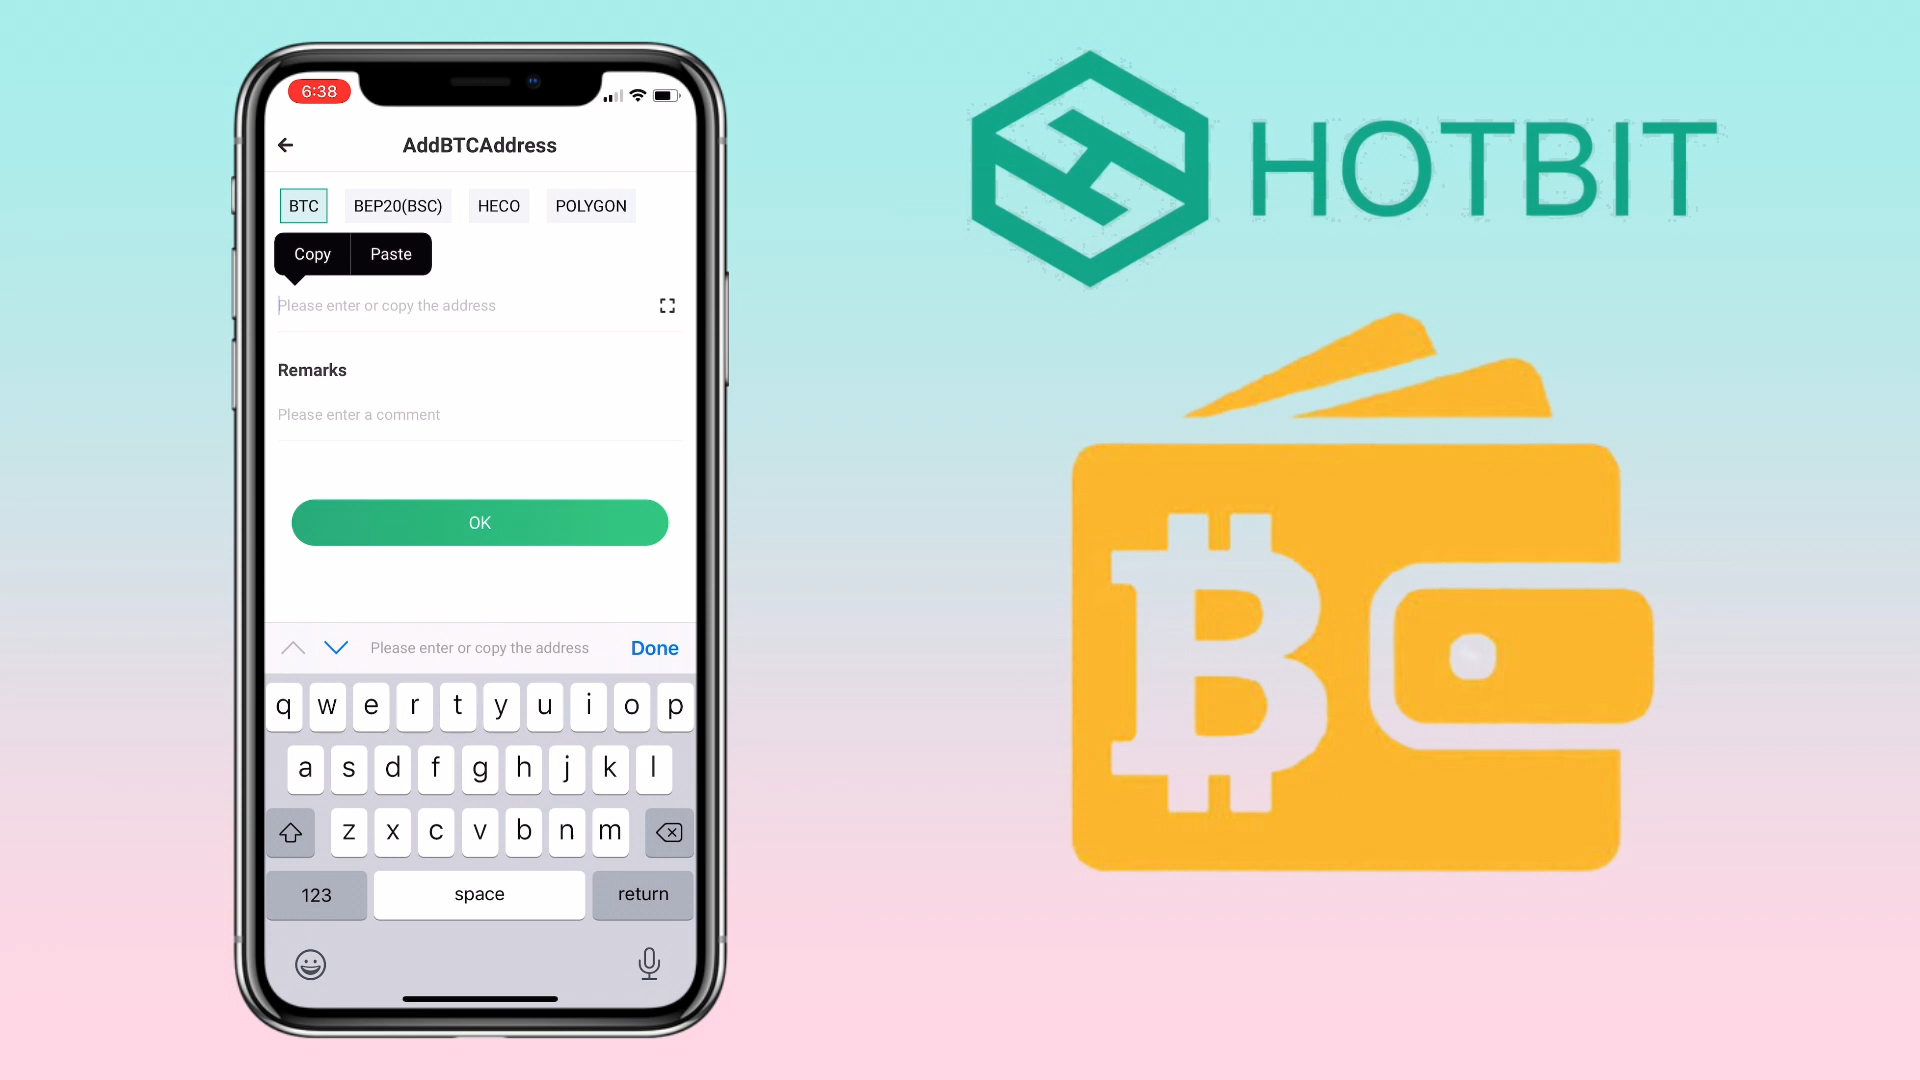 6:38
AddBTCAddress
BTC BEP20(BSC) HECO POLYGON
Copy Paste
Please enter or copy the address
Remarks
Please enter a comment
OK
Please enter or copy the address Done
q w e r t y u i o p
a s d f g h j k l
z x c v b n m
123 space return
HOTBIT